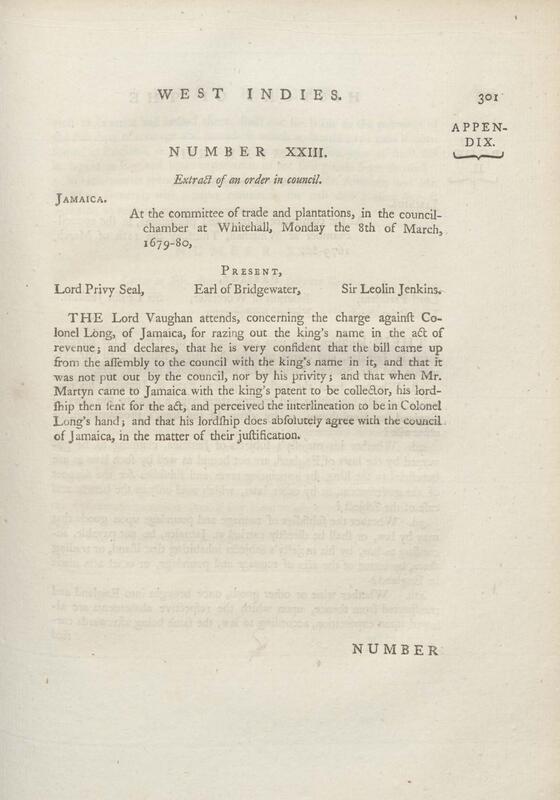 WEST INDIES.
301
APPEN-
DIX.
NUMBER XXIII.
Extract of an order in council.
JAMAICA.
At the committee of trade and plantations, in the council-
chamber at Whitehall, Monday the 8th of March,
1679-80,
PRESENT,
Lord Privy Seal, Earl of Bridgewater, Sir Leolin Jenkins.
THE Lord Vaughan attends, concerning the charge againſt Co-
lonel Long, of Jamaica, for razing out the king's name in the act of
revenue; and declares, that he is very confident that the bill came up
from the aſſembly to the council with the king's name in it, and that it
was not put out by the council, nor by his privity; and that when Mr.
Martyn came to Jamaica with the king's patent to be collector, his lord-
ſhip then ſent for the act, and perceived the interlineation to be in Colonel
Long's hand; and that his lordſhip does abſolutely agree with the council
of Jamaica, in the matter of their juſtification.
NUMBER